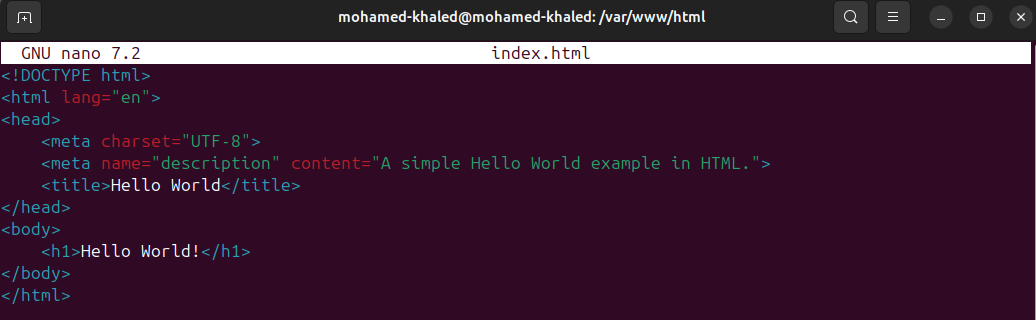 mohamed-khaled@mohamed-khaled: /var/www/html
GNU nano 7.2 index.html
<!DOCTYPE html>
<html lang="en">
<head>
    <meta charset="UTF-8">
    <meta name="description" content="A simple Hello World example in HTML.">
    <title>Hello World</title>
</head>
<body>
    <h1>Hello World!</h1>
</body>
</html>